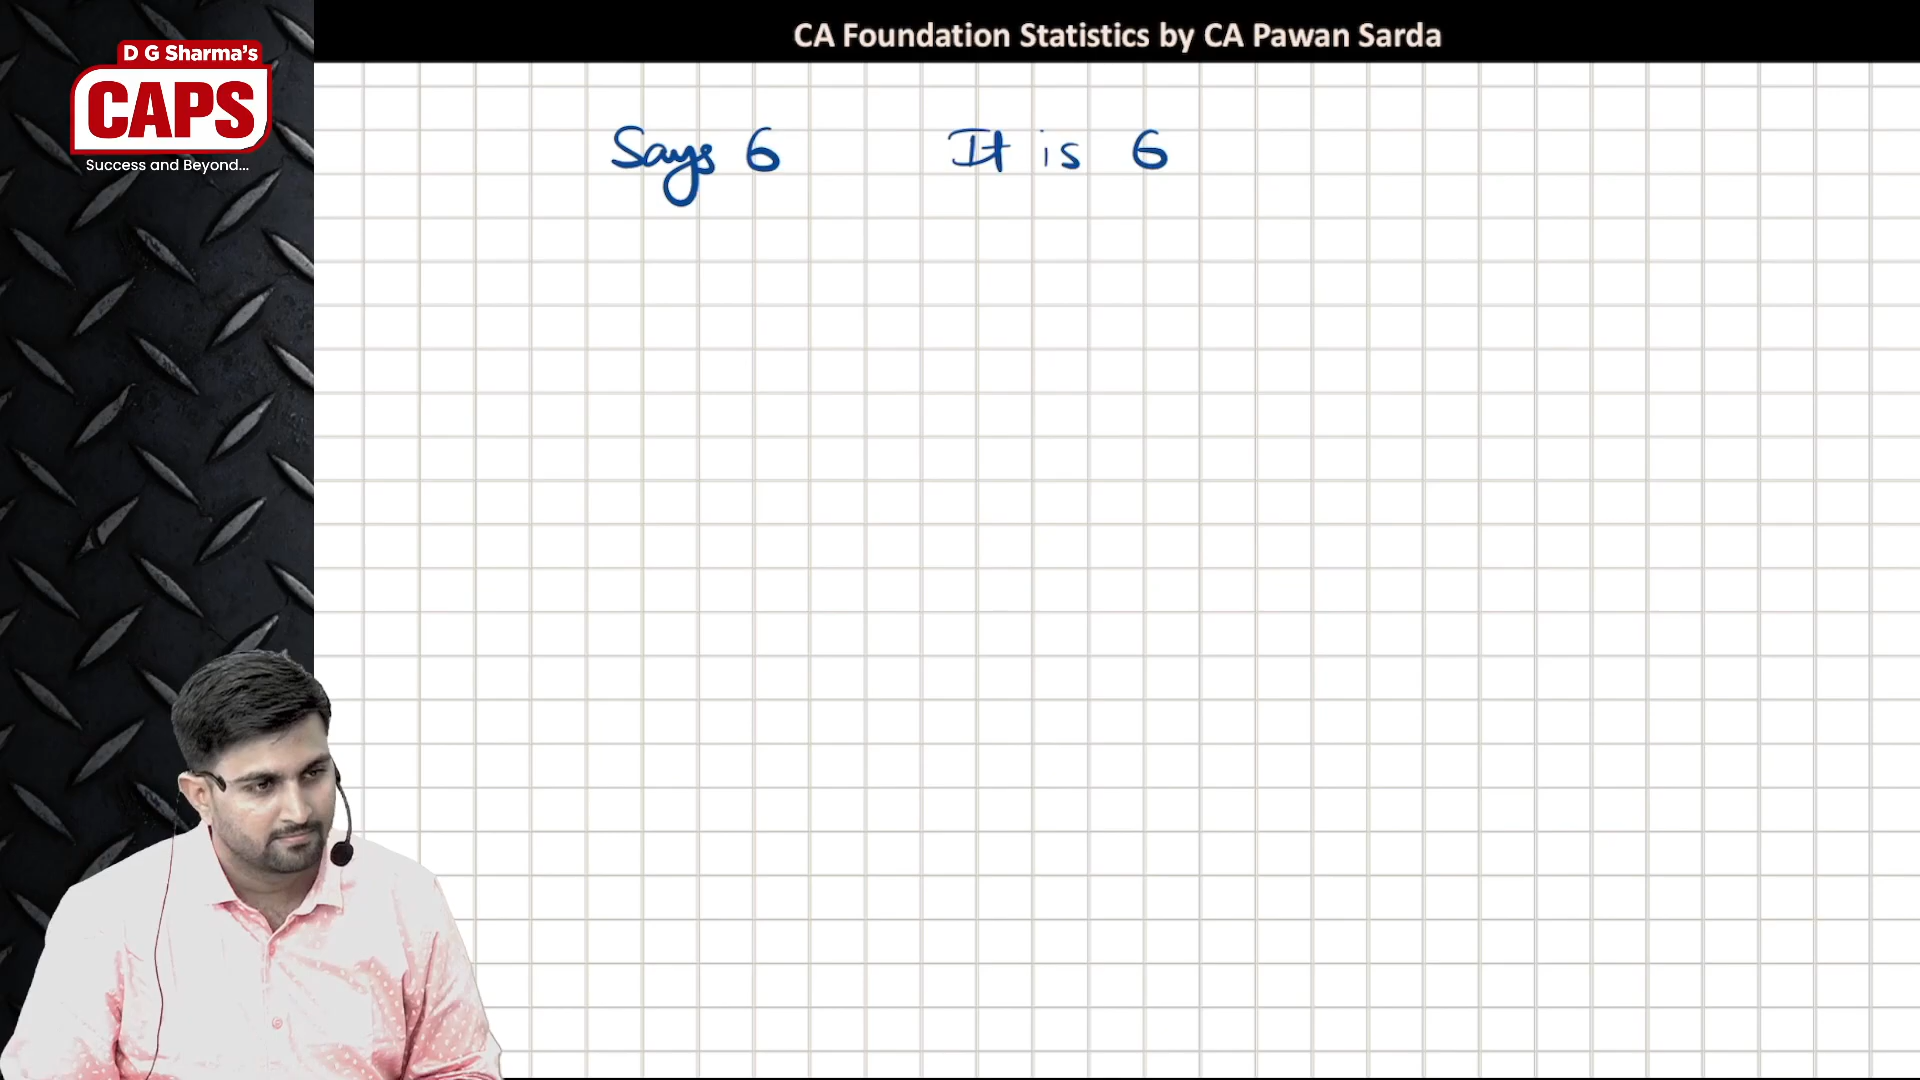 CA Foundation Statistics by CA Pawan Sarda
D G Sharma's
CAPS
Success and Beyond...
Says 6 It is 6